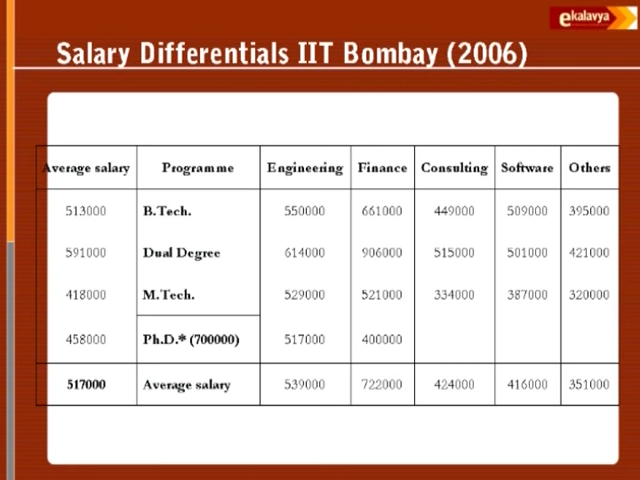 ekalavya
Salary Differentials IIT Bombay (2006)
Average salary Programme Engineering Finance Consulting Software Others
513000 B.Tech. 550000 661000 449000 509000 395000
591000 Dual Degree 614000 906000 515000 501000 421000
418000 M.Tech. 529000 521000 334000 387000 320000
458000 Ph.D.* (700000) 517000 400000
517000 Average salary 539000 722000 424000 416000 351000